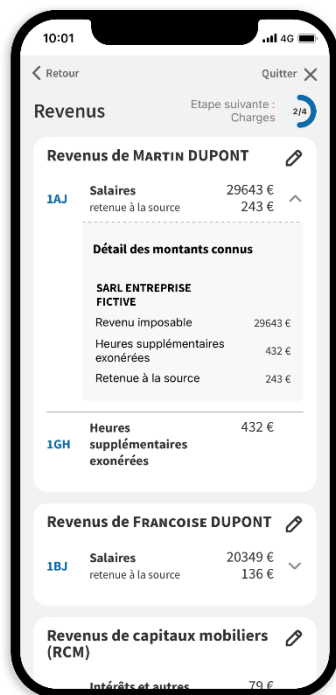 10:01
4G
Retour
Quitter
Revenus
Etape suivante :
Charges
2/4
Revenus de MARTIN DUPONT
1AJ
Salaires
29643 €
retenue à la source
243 €
Détail des montants connus
SARL ENTREPRISE
FICTIVE
Revenu imposable
29643 €
Heures supplémentaires
exonérées
432 €
Retenue à la source
243 €
1GH
Heures
supplémentaires
exonérées
432 €
Revenus de FRANCOISE DUPONT
1BJ
Salaires
20349 €
retenue à la source
136 €
Revenus de capitaux mobiliers
(RCM)
Intérêts et autres
79 €